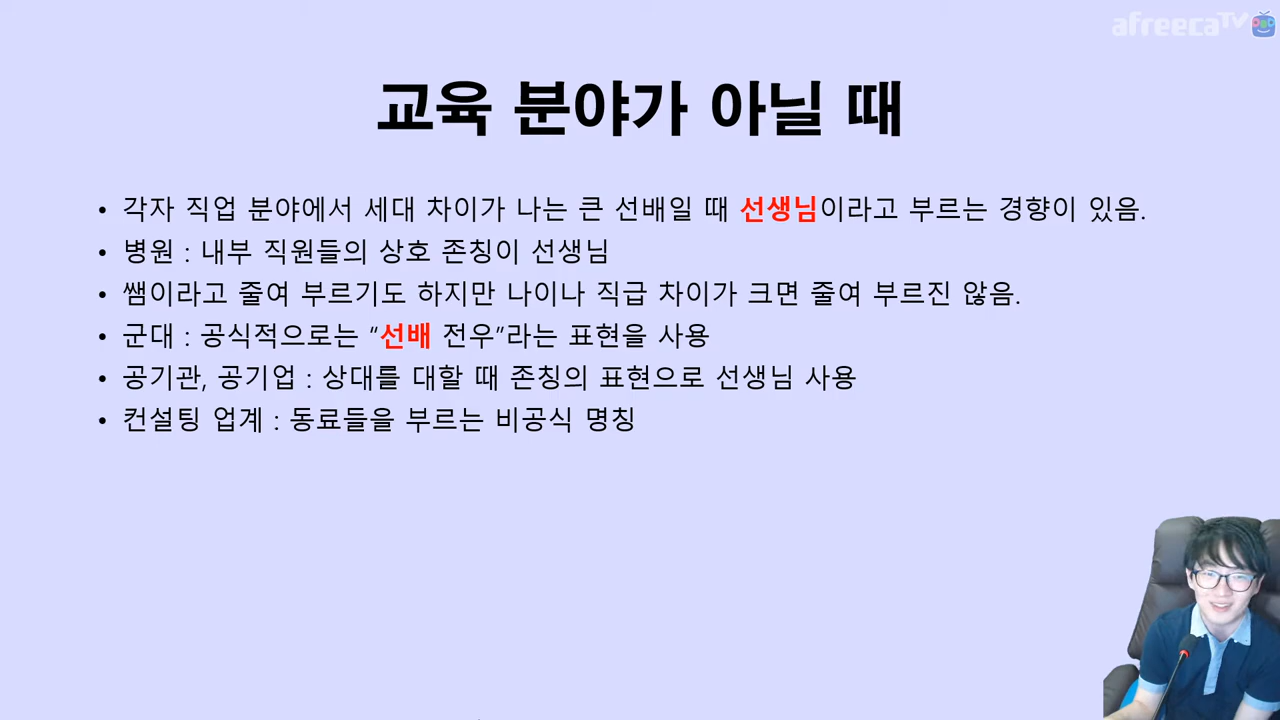 afreecaTV
교육 분야가 아닐 때
• 각자 직업 분야에서 세대 차이가 나는 큰 선배일 때 선생님이라고 부르는 경향이 있음.
• 병원 : 내부 직원들의 상호 존칭이 선생님
• 쌤이라고 줄여 부르기도 하지만 나이나 직급 차이가 크면 줄여 부르진 않음.
• 군대 : 공식적으로는 “선배 전우”라는 표현을 사용
• 공기관, 공기업 : 상대를 대할 때 존칭의 표현으로 선생님 사용
• 컨설팅 업계 : 동료들을 부르는 비공식 명칭